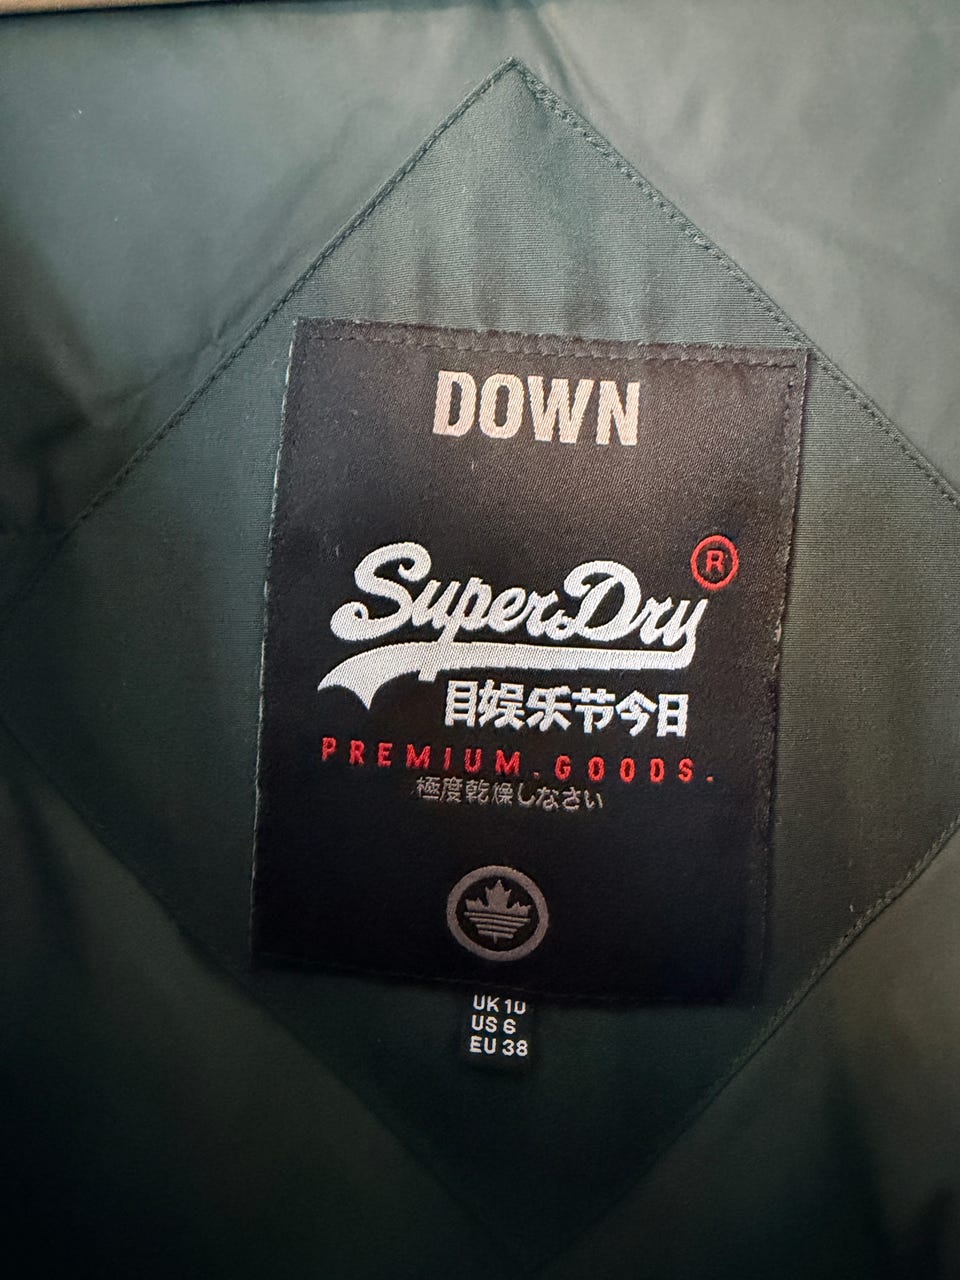 DOWN
SuperDry ®
目娱乐节今日
PREMIUM.GOODS.
極度乾燥しなさい
UK 10
US 6
EU 38